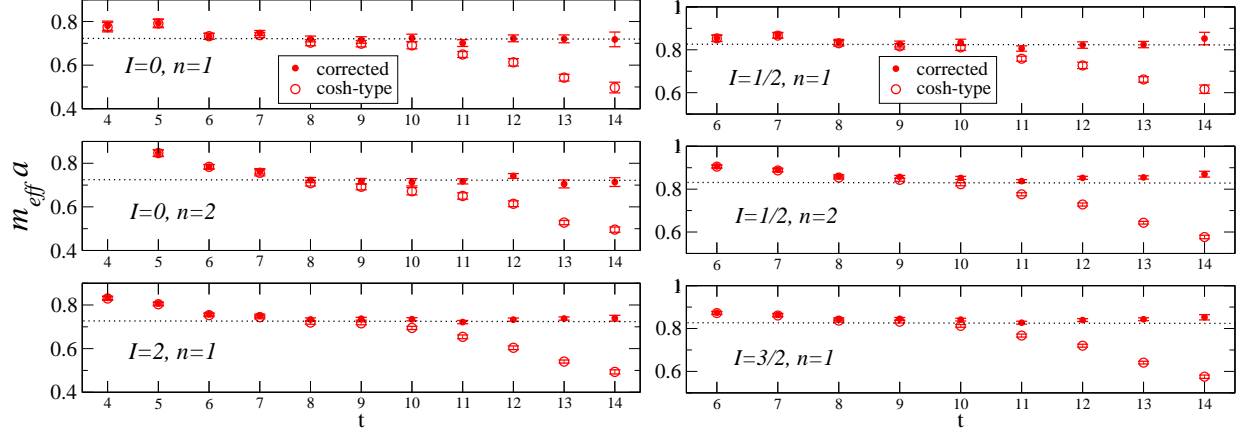 m_eff a
0.8
0.6
0.4
I=0, n=1
corrected
cosh-type
4 5 6 7 8 9 10 11 12 13 14
0.8
0.6
0.4
I=0, n=2
4 5 6 7 8 9 10 11 12 13 14
0.8
0.6
0.4
I=2, n=1
4 5 6 7 8 9 10 11 12 13 14
t
1
0.8
0.6
I=1/2, n=1
corrected
cosh-type
6 7 8 9 10 11 12 13 14
1
0.8
0.6
I=1/2, n=2
6 7 8 9 10 11 12 13 14
1
0.8
0.6
I=3/2, n=1
6 7 8 9 10 11 12 13 14
t